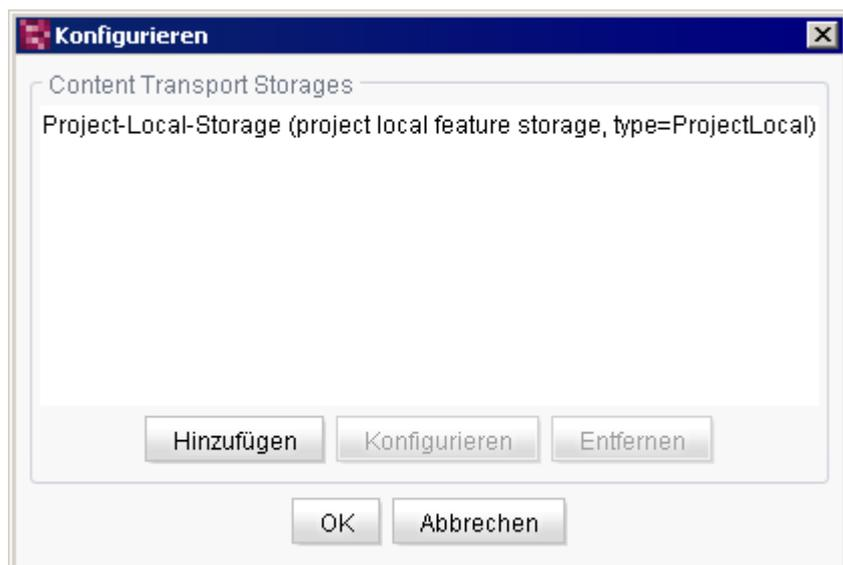 Konfigurieren
Content Transport Storages
Project-Local-Storage (project local feature storage, type=ProjectLocal)
Hinzufügen Konfigurieren Entfernen
OK Abbrechen